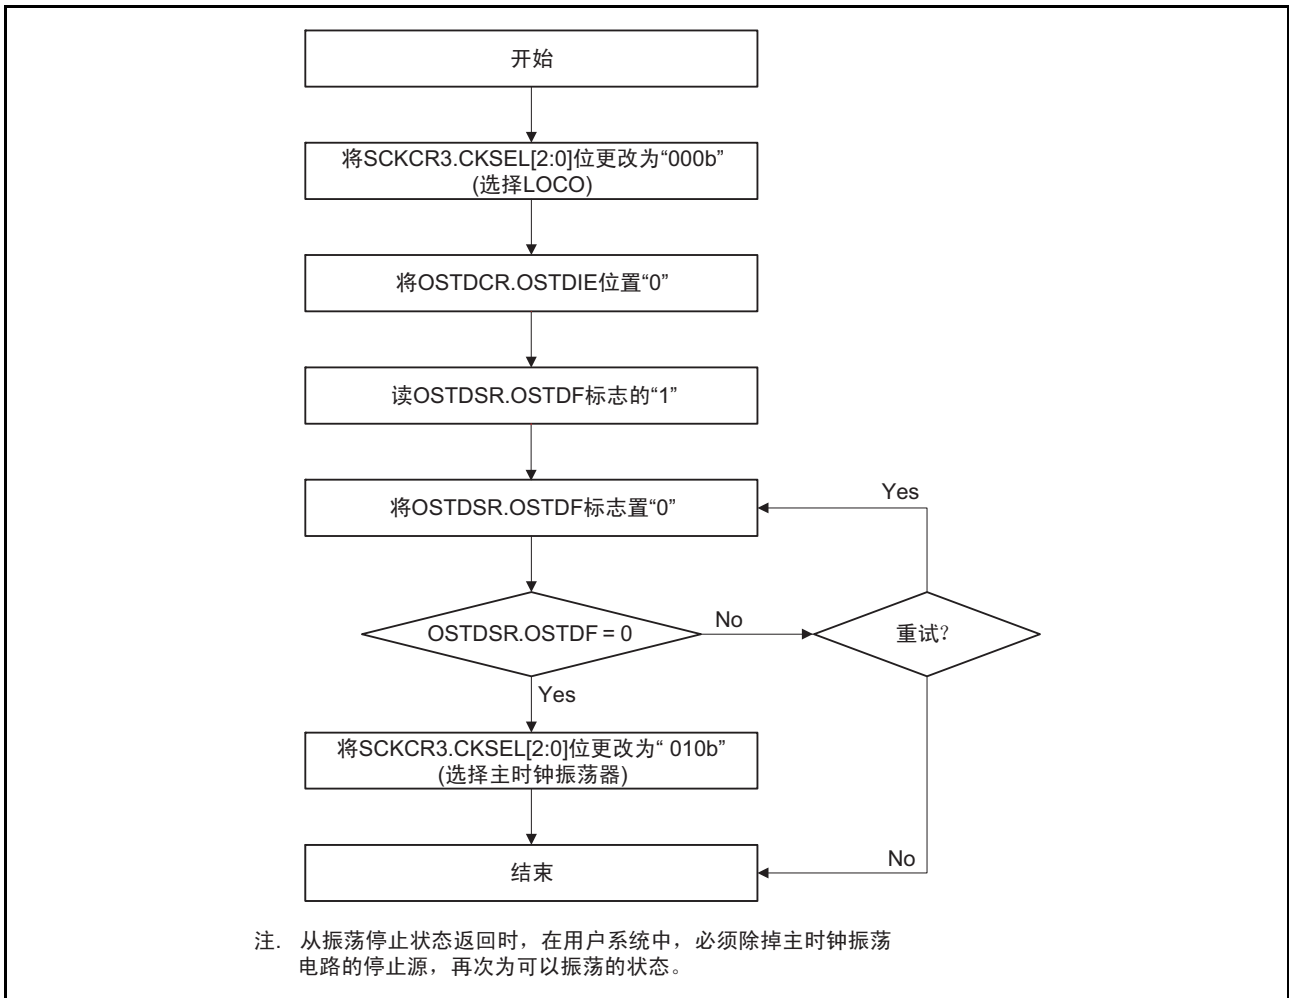 开始
将SCKCR3.CKSEL[2:0]位更改为“000b”
(选择LOCO)
将OSTDCR.OSTDIE位置“0”
读OSTDSR.OSTDF标志的“1”
将OSTDSR.OSTDF标志置“0”
Yes
OSTDSR.OSTDF = 0
No
重试?
Yes
将SCKCR3.CKSEL[2:0]位更改为“ 010b”
(选择主时钟振荡器)
结束
No
注. 从振荡停止状态返回时，在用户系统中，必须除掉主时钟振荡
电路的停止源，再次为可以振荡的状态。